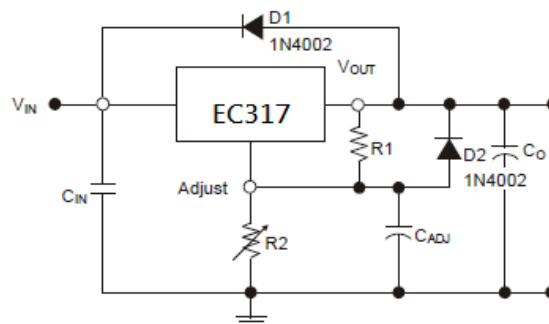 D1
1N4002
VOUT
VIN
EC317
R1
D2
1N4002
CO
Adjust
CIN
R2
CADJ